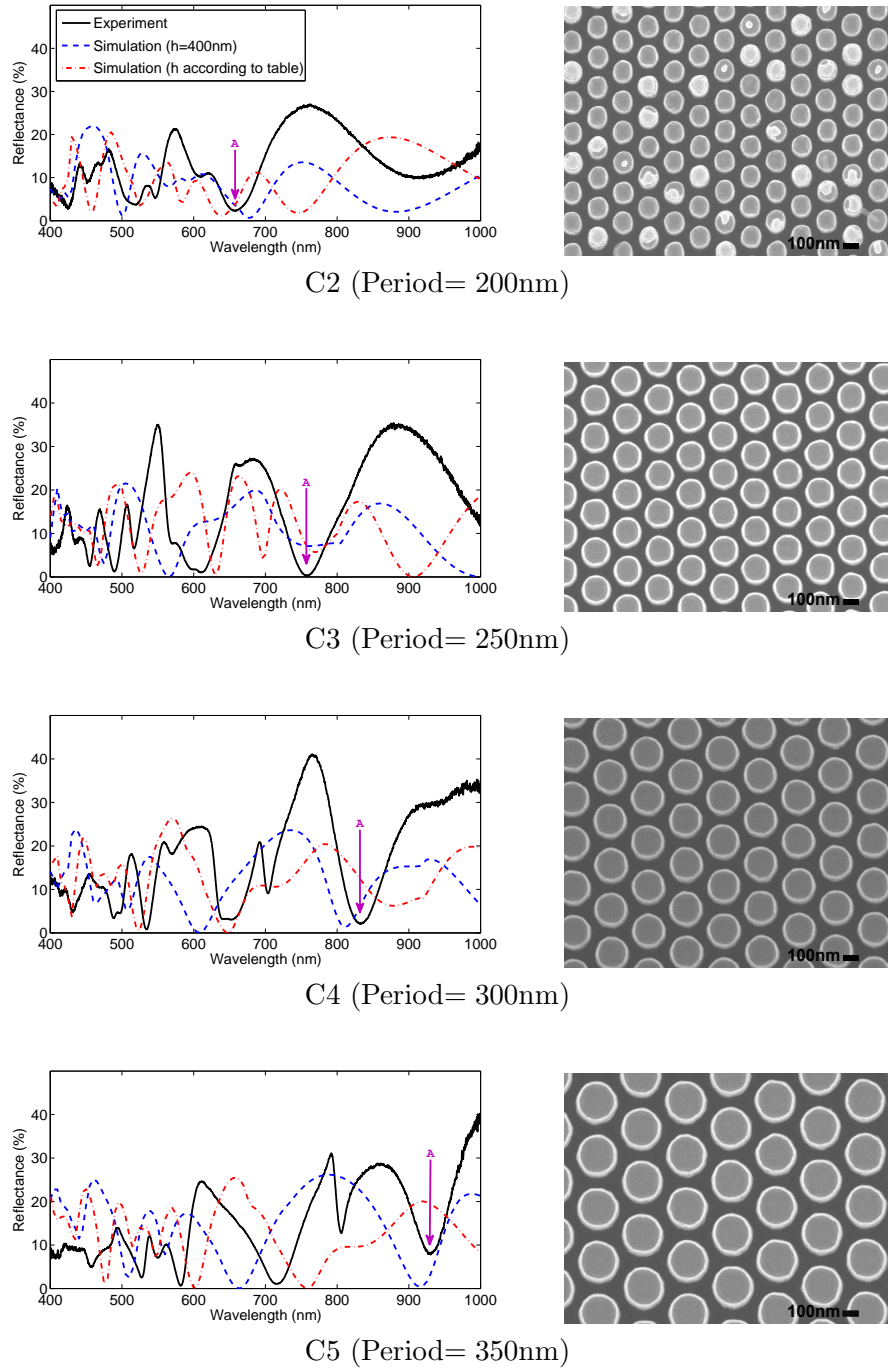 Experiment
Simulation (h=400nm)
Simulation (h according to table)
Reflectance (%)
40
30
20
10
0
A
400 500 600 700 800 900 1000
Wavelength (nm)
100nm
C2 (Period= 200nm)
Reflectance (%)
40
30
20
10
0
A
400 500 600 700 800 900 1000
Wavelength (nm)
100nm
C3 (Period= 250nm)
Reflectance (%)
40
30
20
10
0
A
400 500 600 700 800 900 1000
Wavelength (nm)
100nm
C4 (Period= 300nm)
Reflectance (%)
40
30
20
10
0
A
400 500 600 700 800 900 1000
Wavelength (nm)
100nm
C5 (Period= 350nm)